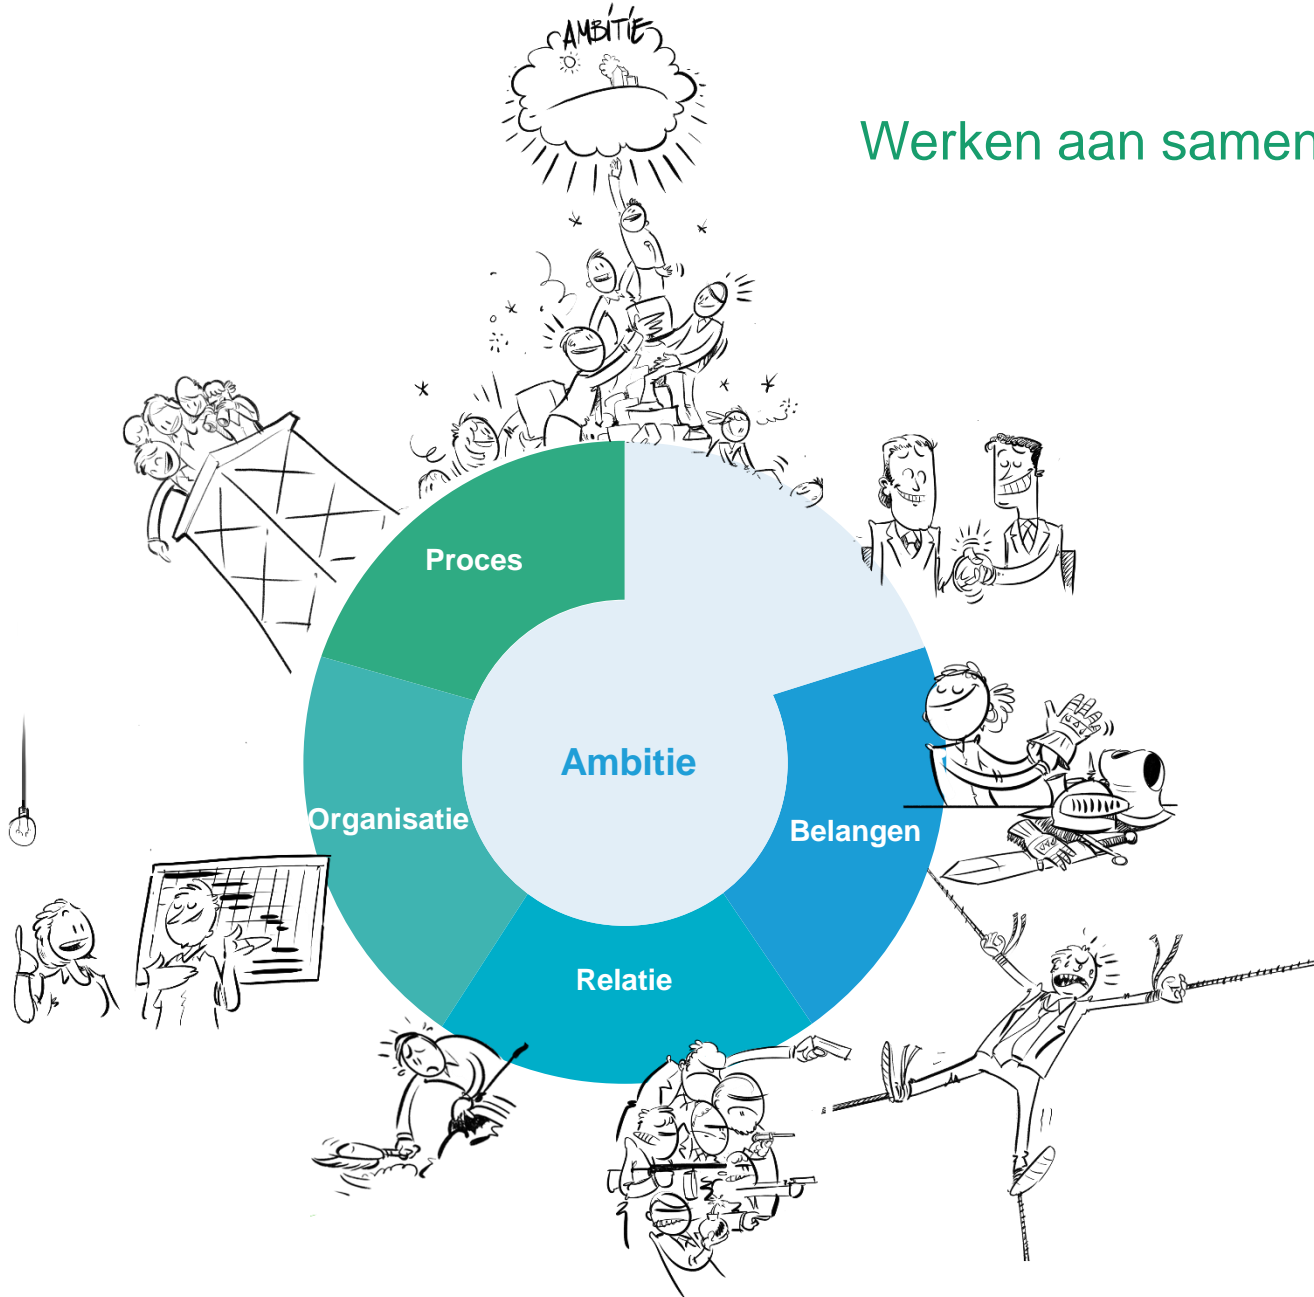 AMBITIE
Werken aan samen
Proces
Ambitie
Organisatie
Belangen
Relatie